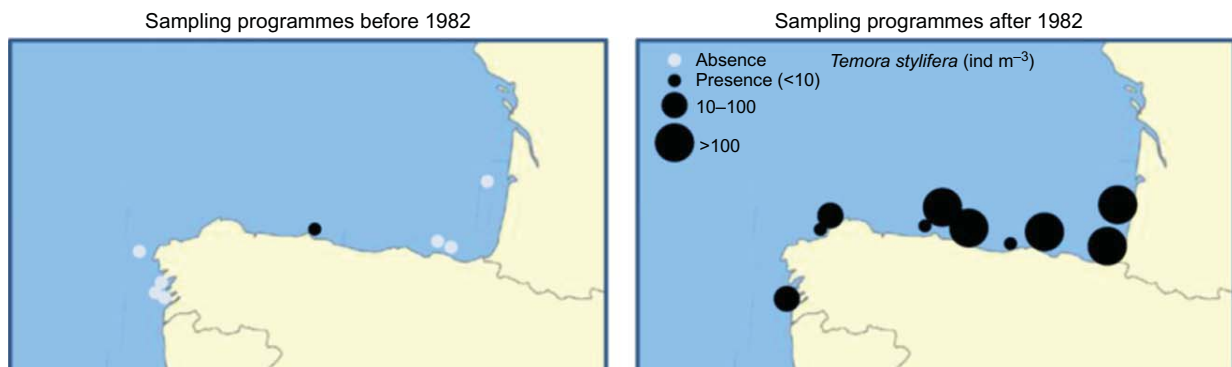 Sampling programmes before 1982
Sampling programmes after 1982
Absence
Temora stylifera (ind m⁻³)
Presence (<10)
10–100
>100